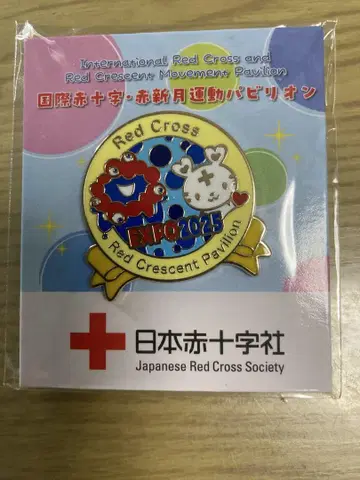 International Red Cross and
Red Crescent Movement Pavilion
国際赤十字・赤新月運動パビリオン
Red Cross
EXPO2025
Red Crescent Pavilion
日本赤十字社
Japanese Red Cross Society